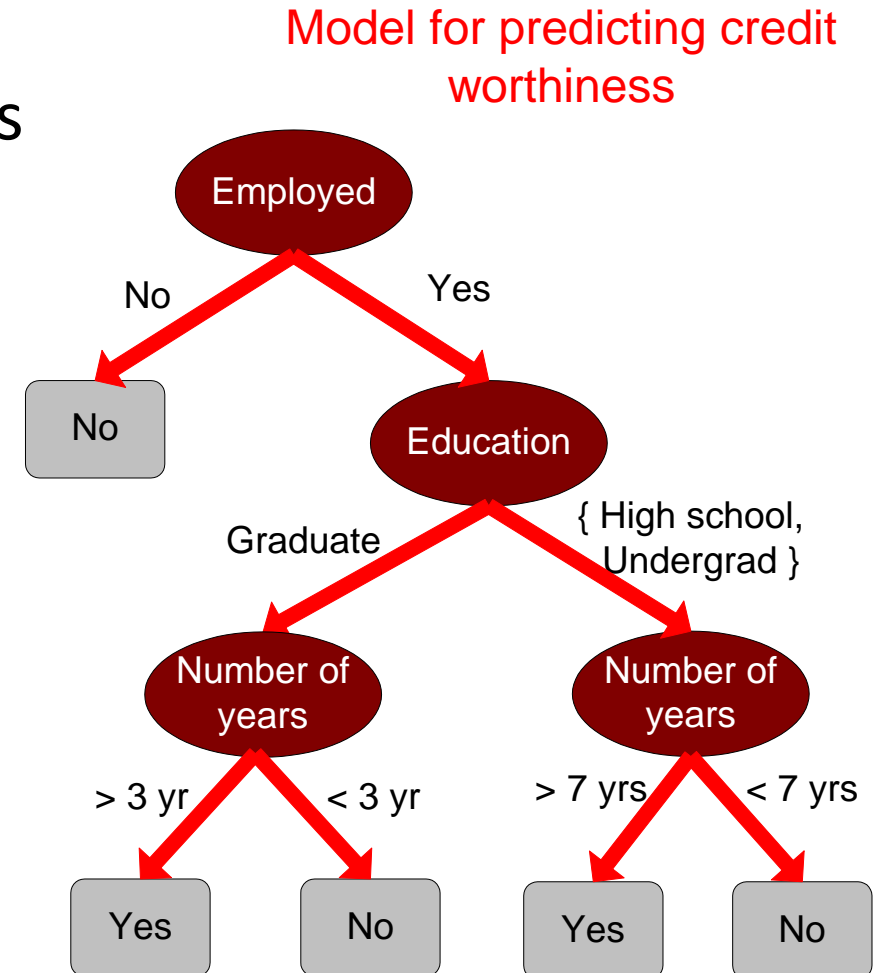 Model for predicting credit
worthiness
s
Employed
No
Yes
No
Education
Graduate
{ High school,
Undergrad }
Number of
years
Number of
years
> 3 yr
< 3 yr
> 7 yrs
< 7 yrs
Yes
No
Yes
No